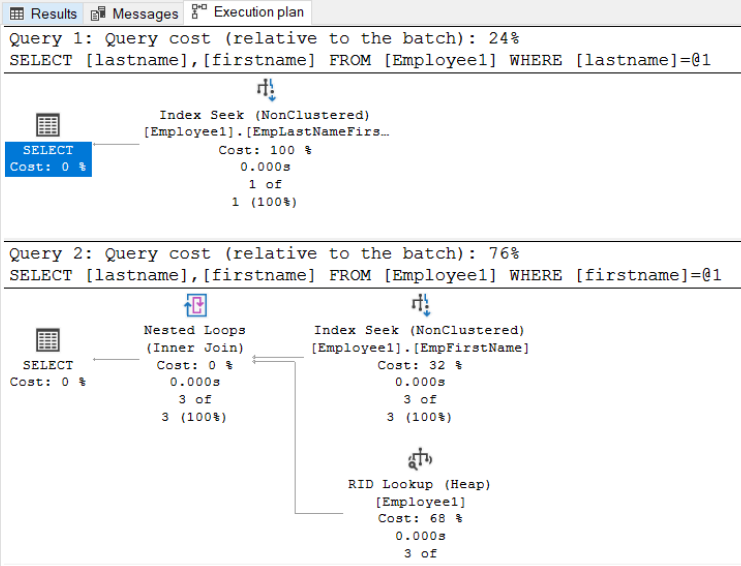 Results Messages Execution plan
Query 1: Query cost (relative to the batch): 24%
SELECT [lastname],[firstname] FROM [Employee1] WHERE [lastname]=@1
Index Seek (NonClustered)
[Employee1].[EmpLastNameFirs…
Cost: 100 %
0.000s
1 of
1 (100%)
SELECT
Cost: 0 %
Query 2: Query cost (relative to the batch): 76%
SELECT [lastname],[firstname] FROM [Employee1] WHERE [firstname]=@1
SELECT
Cost: 0 %
Nested Loops
(Inner Join)
Cost: 0 %
0.000s
3 of
3 (100%)
Index Seek (NonClustered)
[Employee1].[EmpFirstName]
Cost: 32 %
0.000s
3 of
3 (100%)
RID Lookup (Heap)
[Employee1]
Cost: 68 %
0.000s
3 of